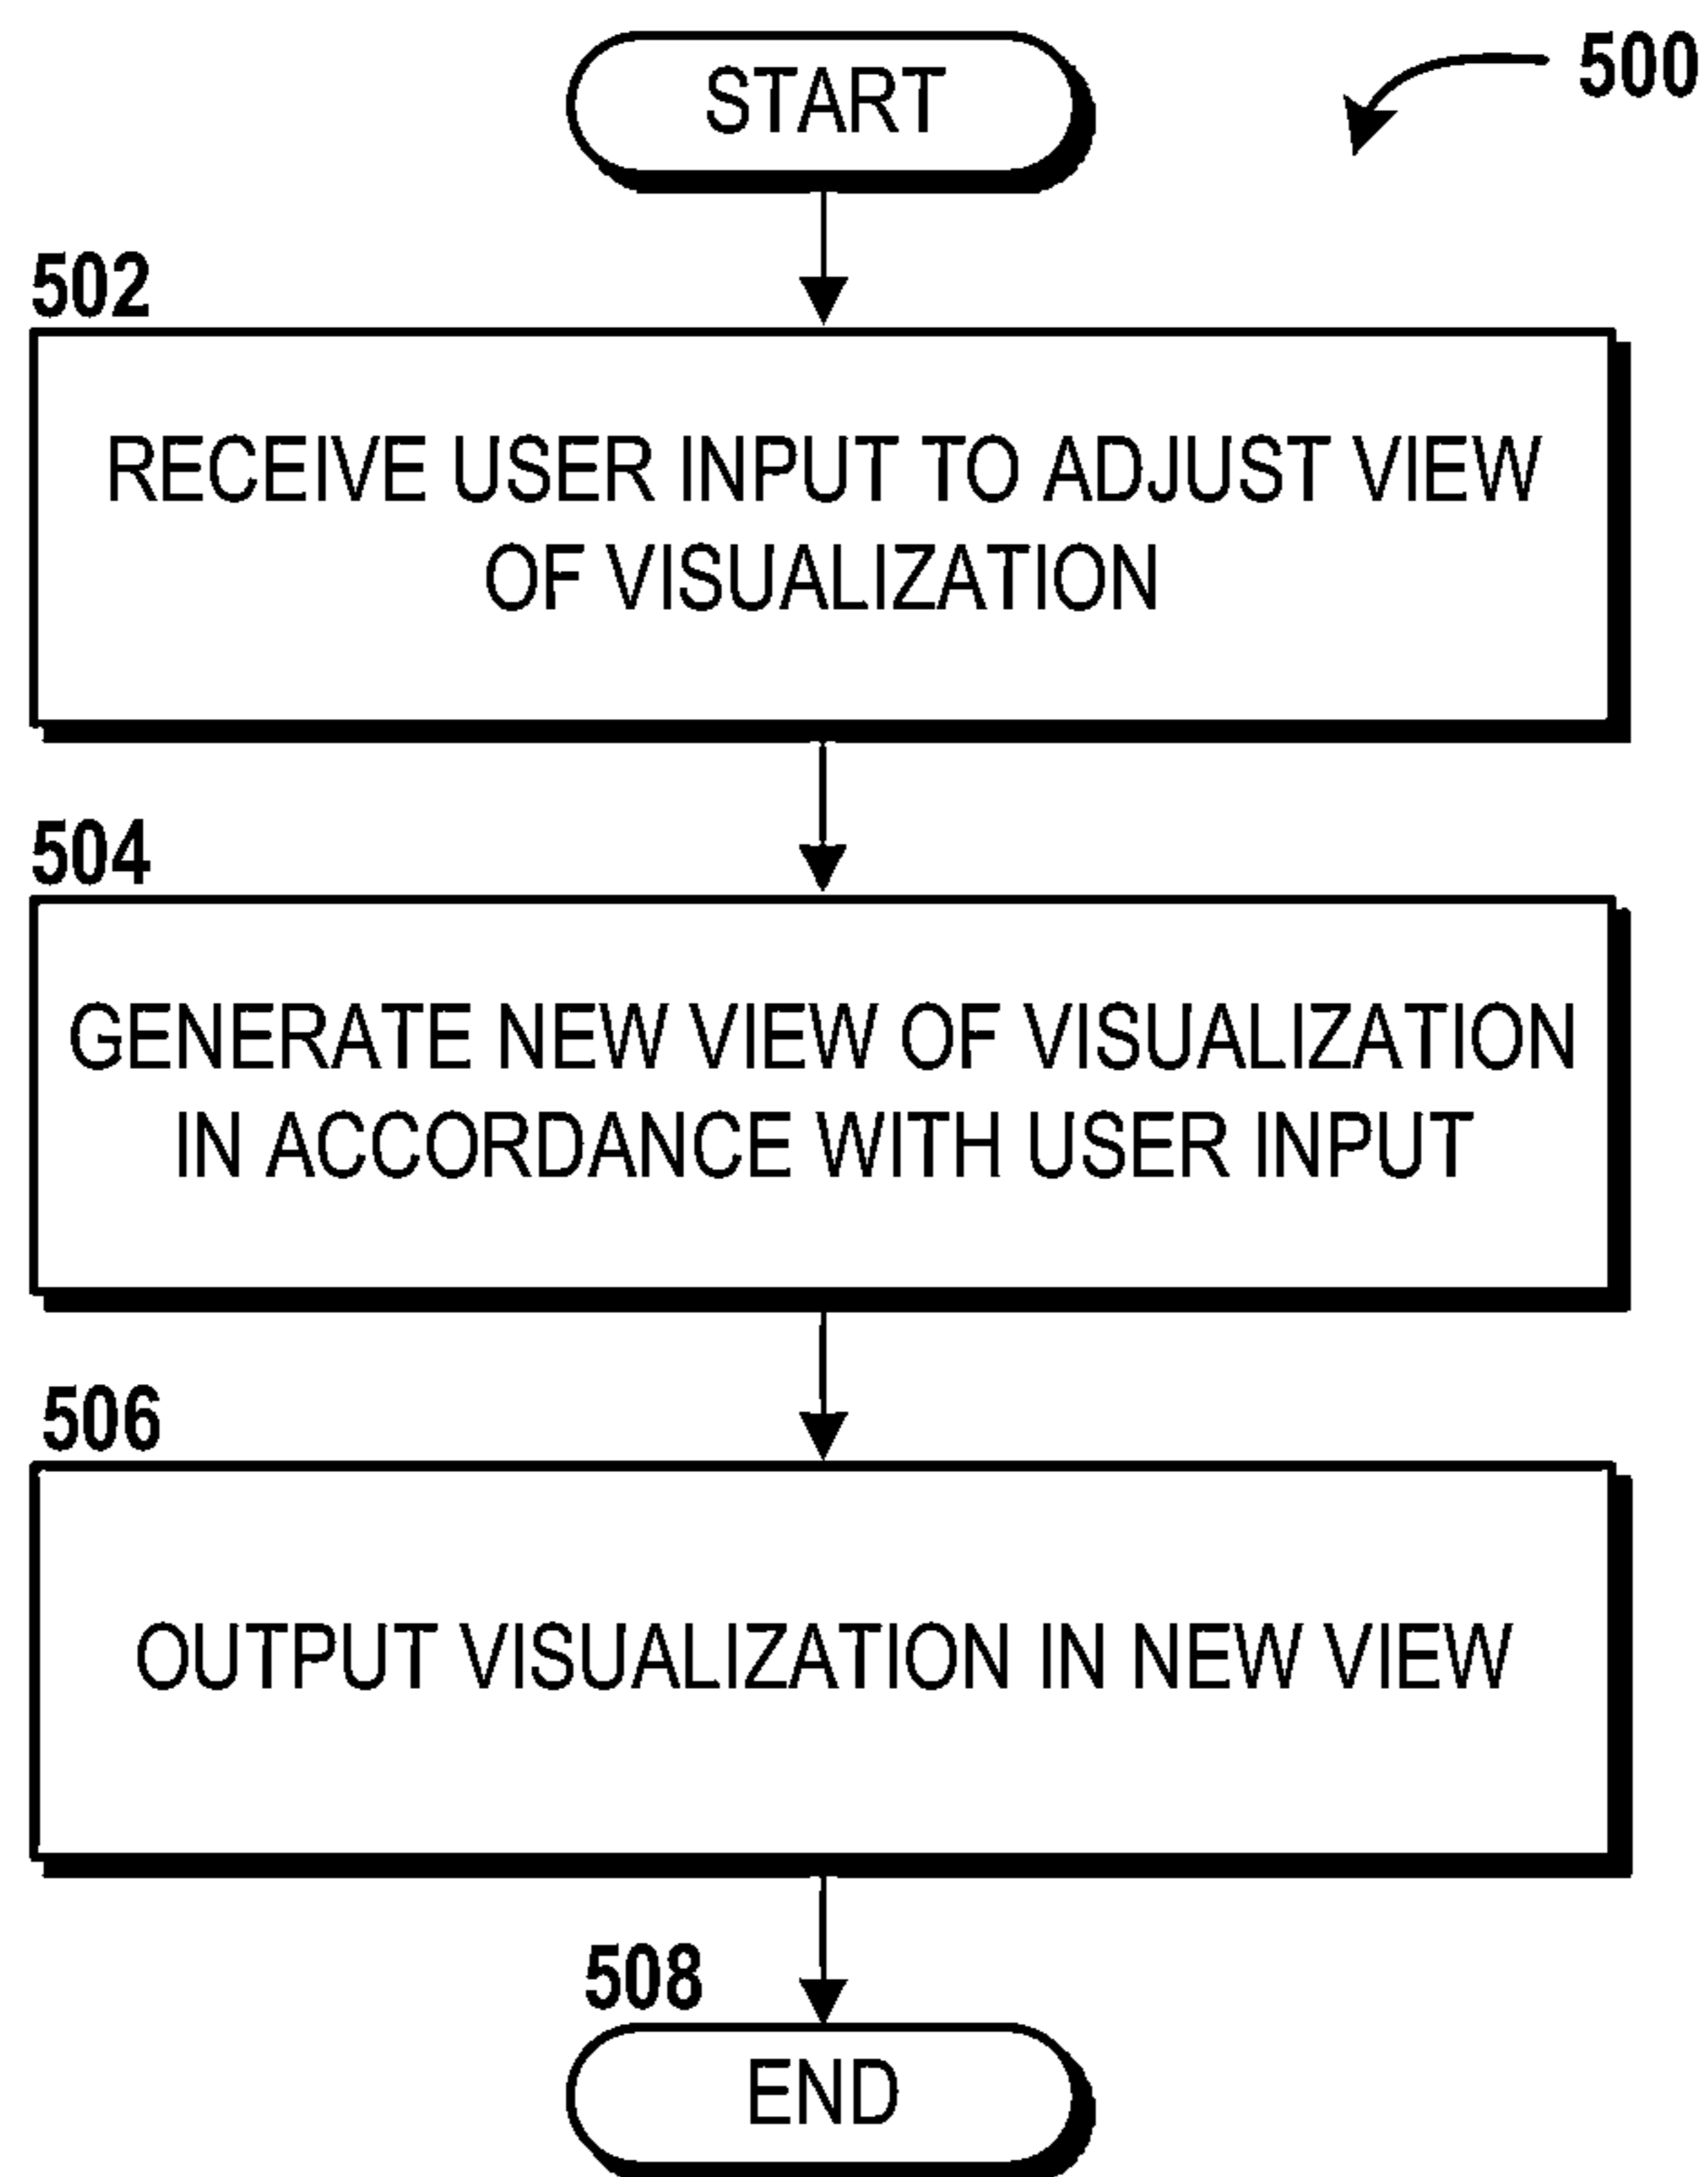 START
500
502
RECEIVE USER INPUT TO ADJUST VIEW
OF VISUALIZATION
504
GENERATE NEW VIEW OF VISUALIZATION
IN ACCORDANCE WITH USER INPUT
506
OUTPUT VISUALIZATION IN NEW VIEW
508
END